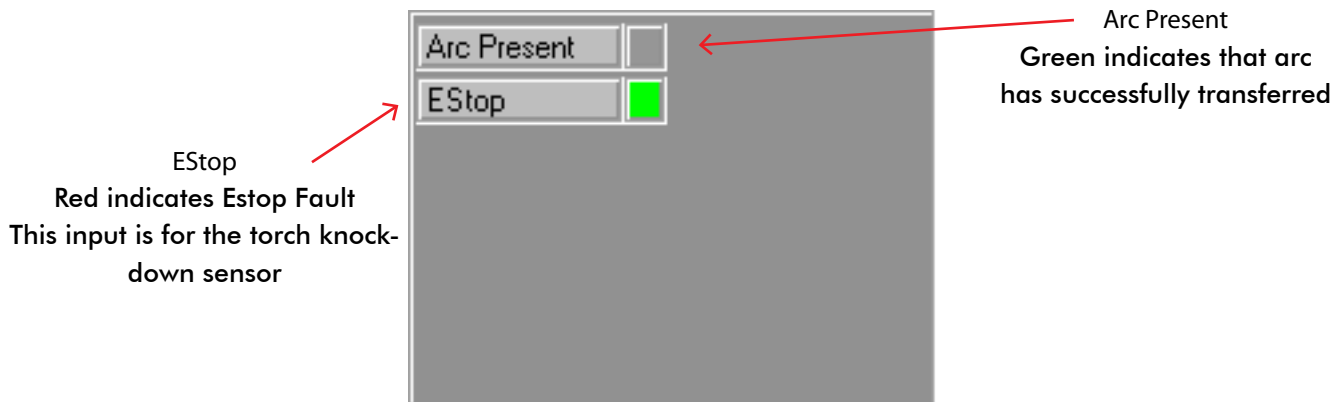 Arc Present
EStop
Arc Present
Green indicates that arc
has successfully transferred
EStop
Red indicates Estop Fault
This input is for the torch knock-
down sensor